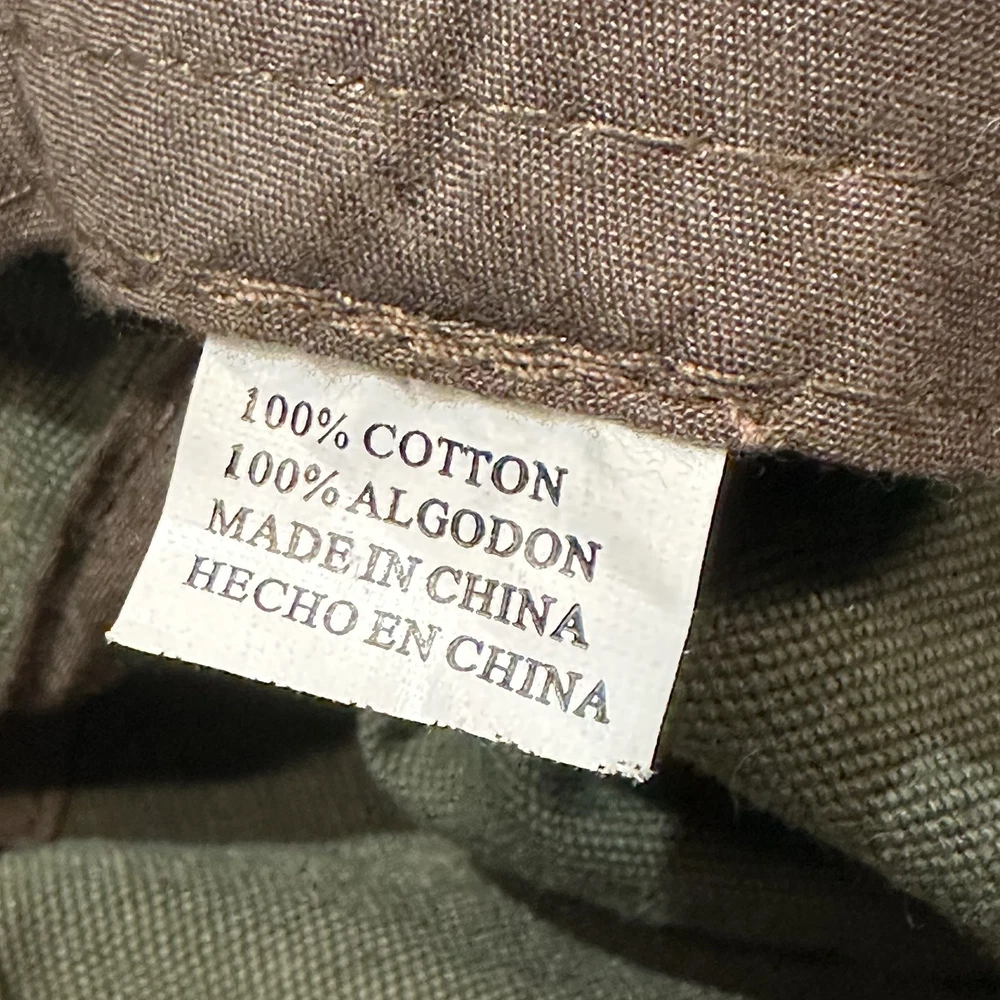 100% COTTON
100% ALGODON
MADE IN CHINA
HECHO EN CHINA